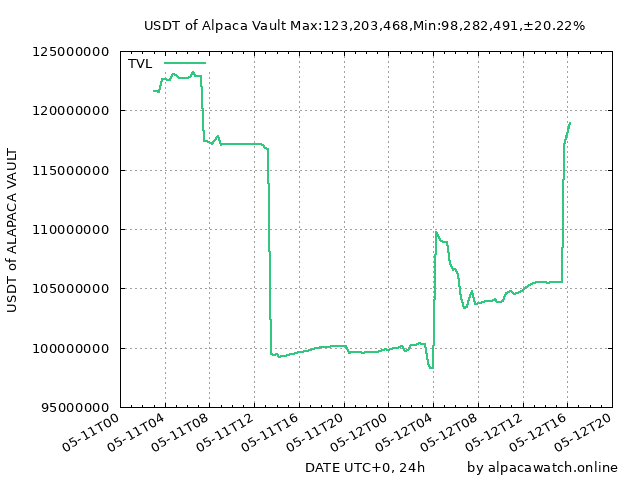 USDT of Alpaca Vault Max:123,203,468,Min:98,282,491,±20.22%
TVL
125000000
120000000
115000000
110000000
105000000
100000000
95000000
USDT of ALAPACA VAULT
05-11T00
05-11T04
05-11T08
05-11T12
05-11T16
05-11T20
05-12T00
05-12T04
05-12T08
05-12T12
05-12T16
05-12T20
DATE UTC+0, 24h
by alpacawatch.online